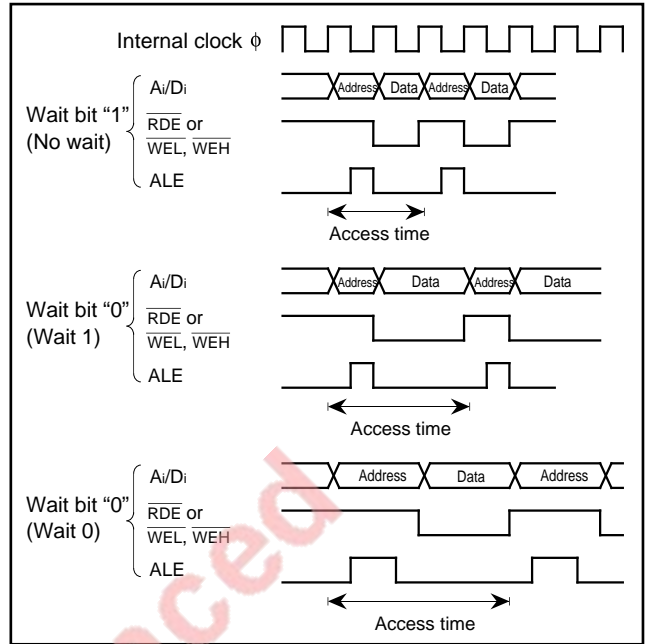 Internal clock ϕ
Wait bit “1”
(No wait)
Ai/Di
Address Data Address Data
RDE or
WEL, WEH
ALE
Access time
Wait bit “0”
(Wait 1)
Ai/Di
Address Data Address Data
RDE or
WEL, WEH
ALE
Access time
Wait bit “0”
(Wait 0)
Ai/Di
Address Data Address
RDE or
WEL, WEH
ALE
Access time